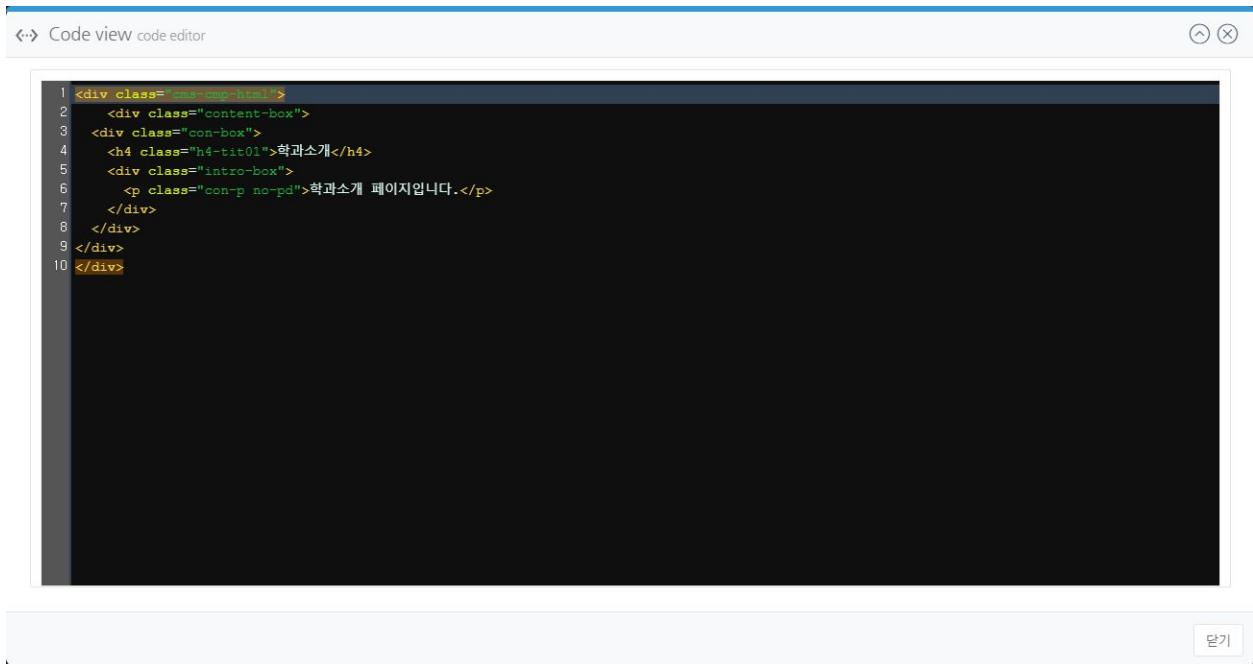 Code view code editor
1 <div class="cms-cmp-html">
2 <div class="content-box">
3 <div class="con-box">
4 <h4 class="h4-tit01">학과소개</h4>
5 <div class="intro-box">
6 <p class="con-p no-pd">학과소개 페이지입니다.</p>
7 </div>
8 </div>
9 </div>
10 </div>
닫기